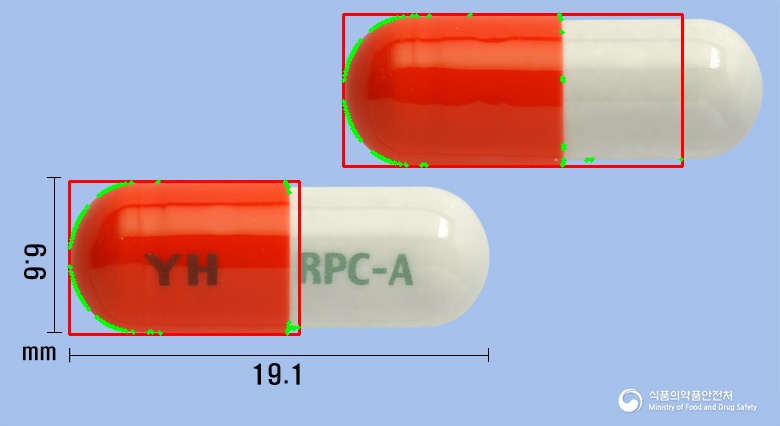 YH RPC-A
6.9
mm
19.1
식품의약품안전처
Ministry of Food and Drug Safety